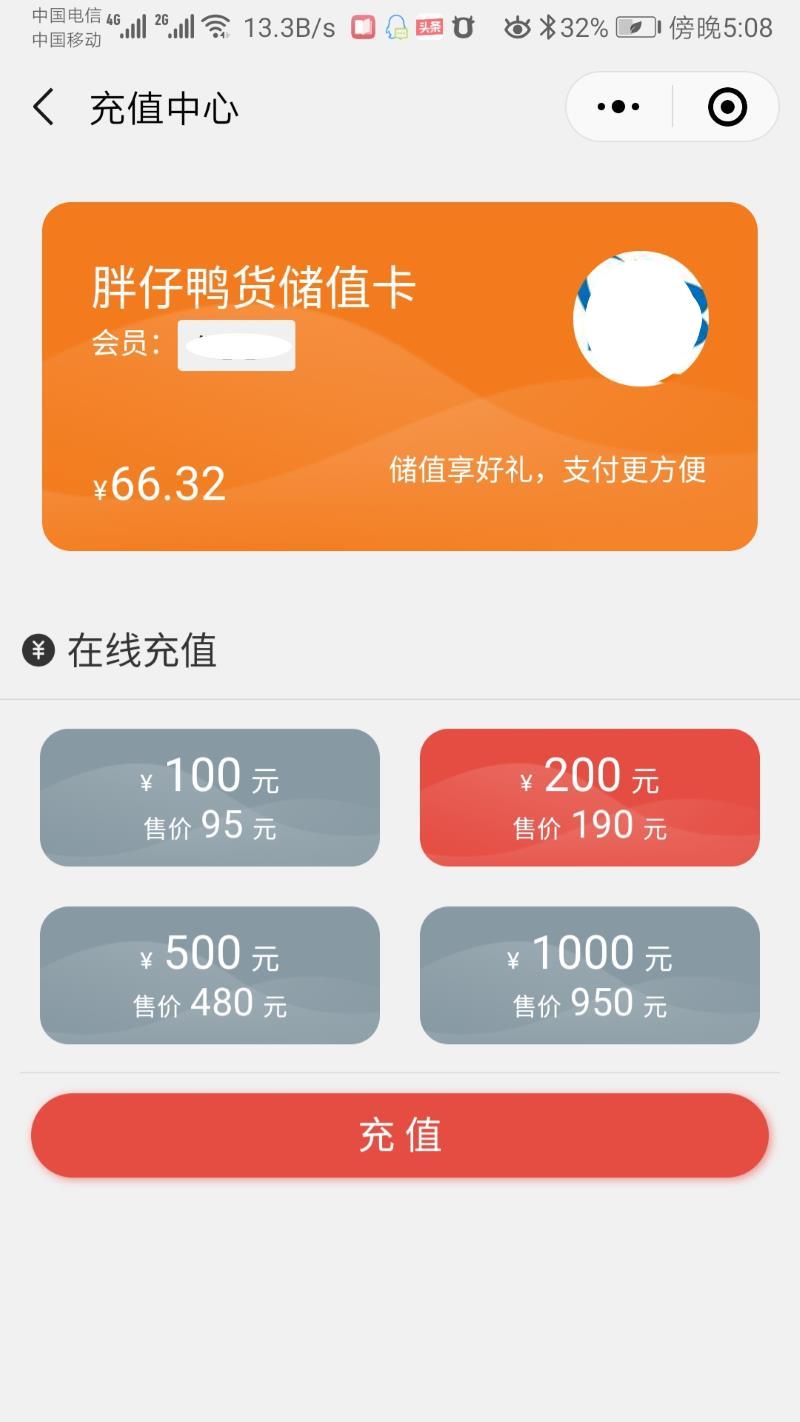 中国电信
中国移动
4G 2G 13.3B/s 头条 32% 傍晚5:08
充值中心
胖仔鸭货储值卡
会员：
¥66.32
储值享好礼，支付更方便
¥ 在线充值
¥ 100 元
售价 95 元
¥ 200 元
售价 190 元
¥ 500 元
售价 480 元
¥ 1000 元
售价 950 元
充值